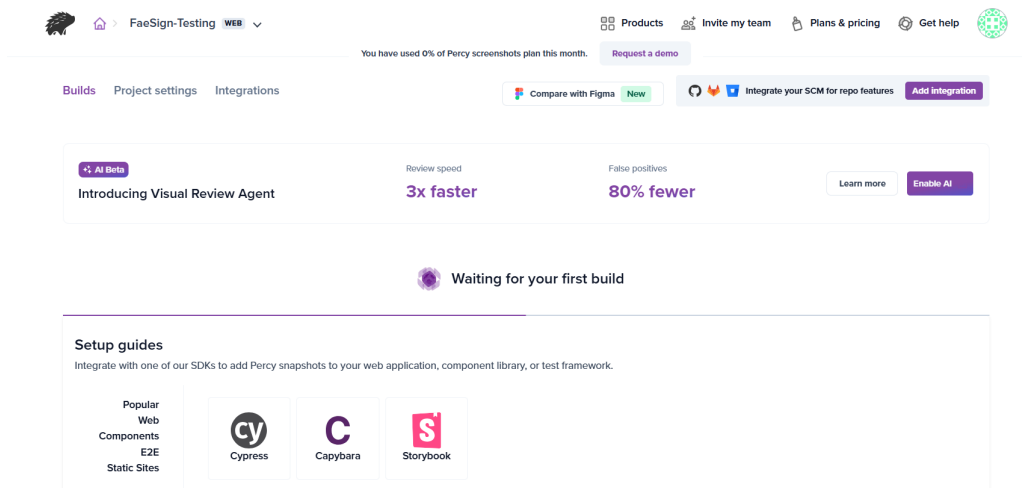 FaeSign-Testing WEB
Products
Invite my team
Plans & pricing
Get help
You have used 0% of Percy screenshots plan this month.
Request a demo
Builds
Project settings
Integrations
Compare with Figma New
Integrate your SCM for repo features
Add integration
AI Beta
Introducing Visual Review Agent
Review speed
3x faster
False positives
80% fewer
Learn more
Enable AI
Waiting for your first build
Setup guides
Integrate with one of our SDKs to add Percy snapshots to your web application, component library, or test framework.
Popular
Web
Components
E2E
Static Sites
cy
Cypress
C
Capybara
S
Storybook